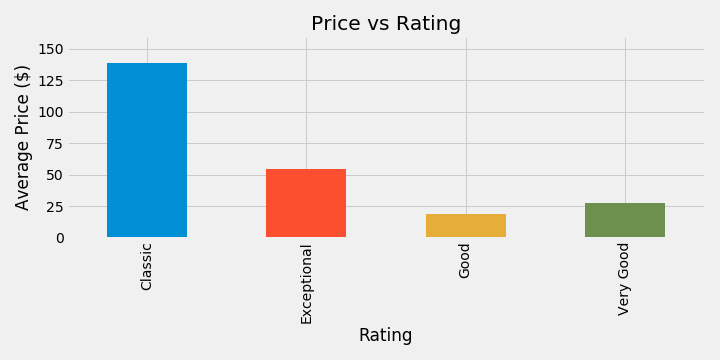 Price vs Rating
Average Price ($)
150
125
100
75
50
25
0
Classic
Exceptional
Good
Very Good
Rating